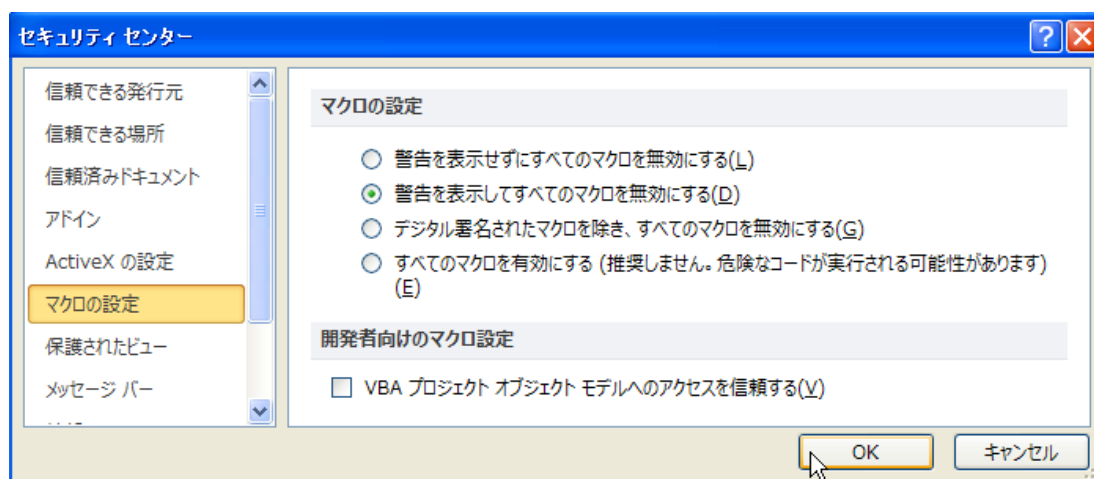 セキュリティ センター
信頼できる発行元
信頼できる場所
信頼済みドキュメント
アドイン
ActiveX の設定
マクロの設定
保護されたビュー
メッセージ バー
マクロの設定
警告を表示せずにすべてのマクロを無効にする(L)
警告を表示してすべてのマクロを無効にする(D)
デジタル署名されたマクロを除き、すべてのマクロを無効にする(G)
すべてのマクロを有効にする (推奨しません。危険なコードが実行される可能性があります)
(E)
開発者向けのマクロ設定
VBA プロジェクト オブジェクト モデルへのアクセスを信頼する(V)
OK
キャンセル